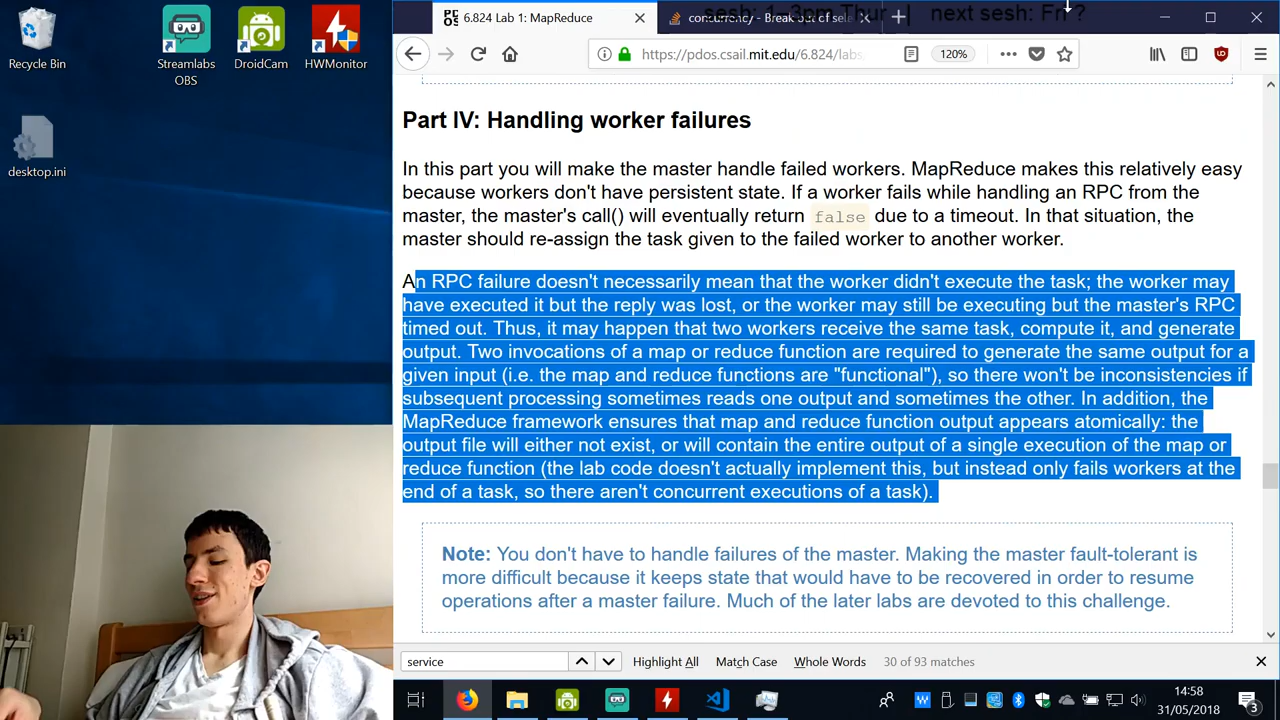 Recycle Bin
Streamlabs
OBS
DroidCam
HWMonitor
desktop.ini
6.824 Lab 1: MapReduce
concurrency - Break out of sele
sesh: 1-3pm Thur | next sesh: Fri ?
https://pdos.csail.mit.edu/6.824/labs
120%
Part IV: Handling worker failures
In this part you will make the master handle failed workers. MapReduce makes this relatively easy
because workers don't have persistent state. If a worker fails while handling an RPC from the
master, the master's call() will eventually return false due to a timeout. In that situation, the
master should re-assign the task given to the failed worker to another worker.
An RPC failure doesn't necessarily mean that the worker didn't execute the task; the worker may
have executed it but the reply was lost, or the worker may still be executing but the master's RPC
timed out. Thus, it may happen that two workers receive the same task, compute it, and generate
output. Two invocations of a map or reduce function are required to generate the same output for a
given input (i.e. the map and reduce functions are "functional"), so there won't be inconsistencies if
subsequent processing sometimes reads one output and sometimes the other. In addition, the
MapReduce framework ensures that map and reduce function output appears atomically: the
output file will either not exist, or will contain the entire output of a single execution of the map or
reduce function (the lab code doesn't actually implement this, but instead only fails workers at the
end of a task, so there aren't concurrent executions of a task).
Note: You don't have to handle failures of the master. Making the master fault-tolerant is
more difficult because it keeps state that would have to be recovered in order to resume
operations after a master failure. Much of the later labs are devoted to this challenge.
service
Highlight All
Match Case
Whole Words
30 of 93 matches
14:58
31/05/2018
3